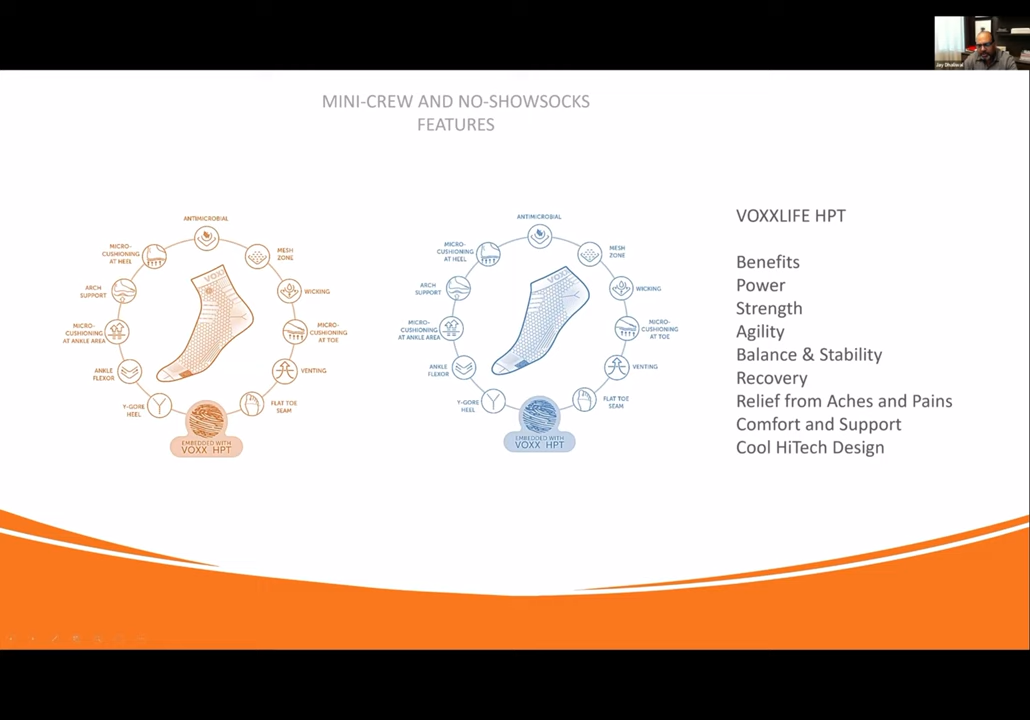 Jay Dhaliwal
MINI-CREW AND NO-SHOWSOCKS
FEATURES
ANTIMICROBIAL
MICRO-
CUSHIONING
AT HEEL
MESH
ZONE
ARCH
SUPPORT
WICKING
MICRO-
CUSHIONING
AT ANKLE AREA
MICRO
CUSHIONING
AT TOE
ANKLE
FLEXOR
VENTING
Y-GORE
HEEL
FLAT TOE
SEAM
VOXX
EMBEDDED WITH
VOXX HPT
ANTIMICROBIAL
MICRO-
CUSHIONING
AT HEEL
MESH
ZONE
ARCH
SUPPORT
WICKING
MICRO-
CUSHIONING
AT ANKLE AREA
MICRO
CUSHIONING
AT TOE
ANKLE
FLEXOR
VENTING
Y-GORE
HEEL
FLAT TOE
SEAM
VOXX
EMBEDDED WITH
VOXX HPT
VOXXLIFE HPT
Benefits
Power
Strength
Agility
Balance & Stability
Recovery
Relief from Aches and Pains
Comfort and Support
Cool HiTech Design